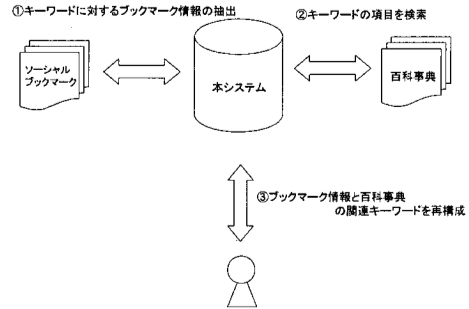 ①キーワードに対するブックマーク情報の抽出
②キーワードの項目を検索
ソーシャル
ブックマーク
本システム
百科事典
③ブックマーク情報と百科事典
の関連キーワードを再構成